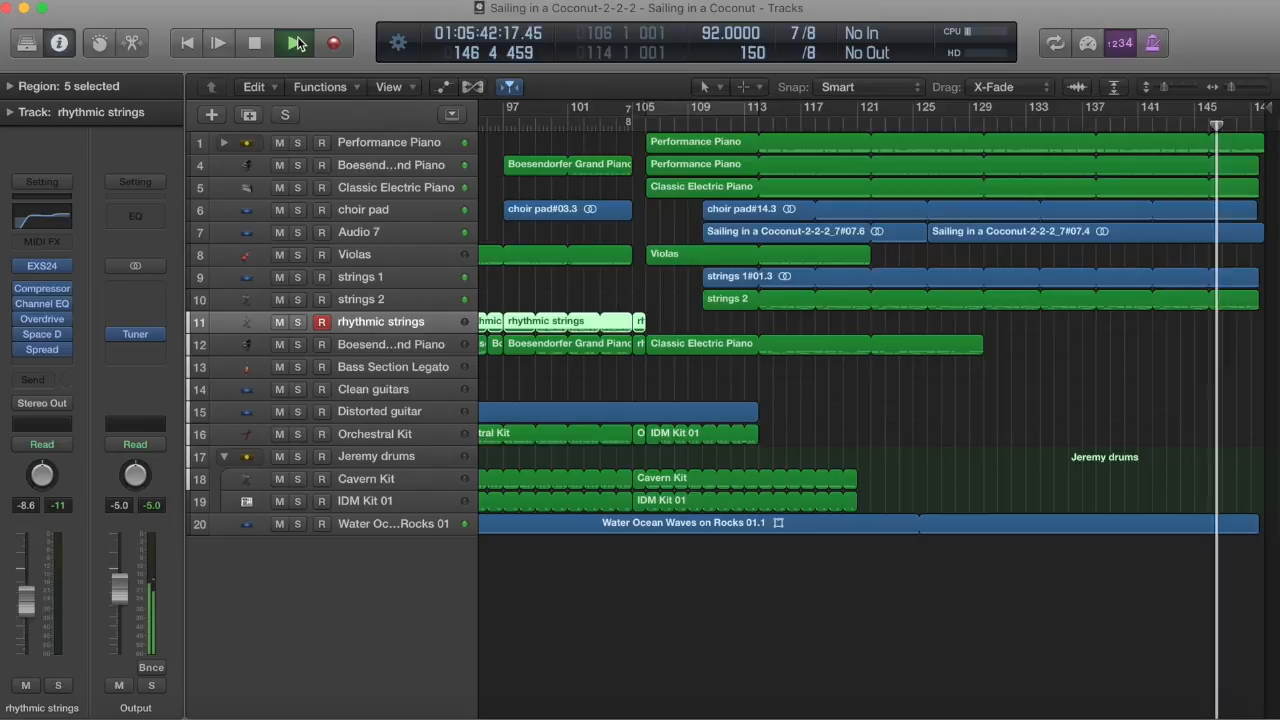 Sailing in a Coconut-2-2-2 - Sailing in a Coconut - Tracks
01:05:42:17.45 106 1 001 92.0000 7/8 No In CPU
146 4 459 114 1 001 150 /8 No Out HD
1234
Region: 5 selected
Edit Functions View Snap: Smart Drag: X-Fade
Track: rhythmic strings
S
97 101 105 109 113 117 121 125 129 133 137 141 145
7
8
1 M S R Performance Piano Performance Piano
4 M S R Boesend...nd Piano Boesendorfer Grand Piano Performance Piano
5 M S R Classic Electric Piano Classic Electric Piano
6 M S R choir pad choir pad#03.3 choir pad#14.3
7 M S R Audio 7 Sailing in a Coconut-2-2-2_7#07.6 Sailing in a Coconut-2-2-2_7#07.4
8 M S R Violas Violas
9 M S R strings 1 strings 1#01.3
10 M S R strings 2 strings 2
11 M S R rhythmic strings rhythmic strings
12 M S R Boesend...nd Piano Boesendorfer Grand Piano Classic Electric Piano
13 M S R Bass Section Legato
14 M S R Clean guitars
15 M S R Distorted guitar
16 M S R Orchestral Kit tral Kit O IDM Kit 01
17 M S R Jeremy drums Jeremy drums
18 M S R Cavern Kit Cavern Kit
19 M S R IDM Kit 01 IDM Kit 01
20 M S R Water Oc...Rocks 01 Water Ocean Waves on Rocks 01.1
Setting Setting
EQ
MIDI FX
EXS24
Compressor
Channel EQ
Overdrive
Space D Tuner
Spread
Send
Stereo Out
Read Read
-8.6 -11 -5.0 -5.0
Bnce
M S M S
rhythmic strings Output